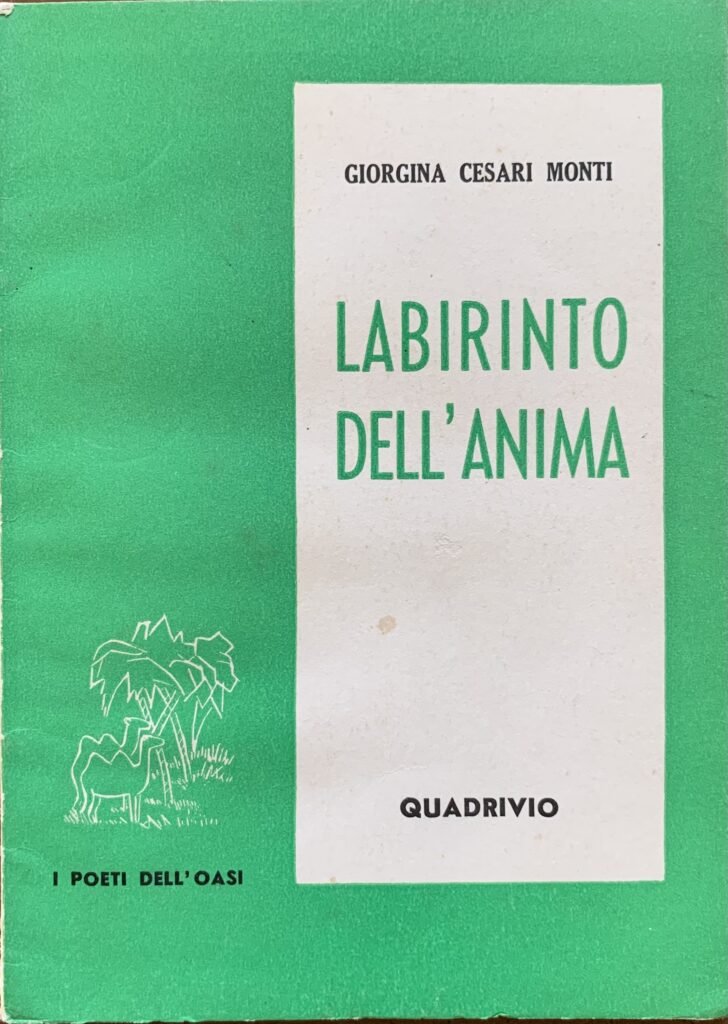 GIORGINA CESARI MONTI
LABIRINTO
DELL'ANIMA
QUADRIVIO
I POETI DELL'OASI